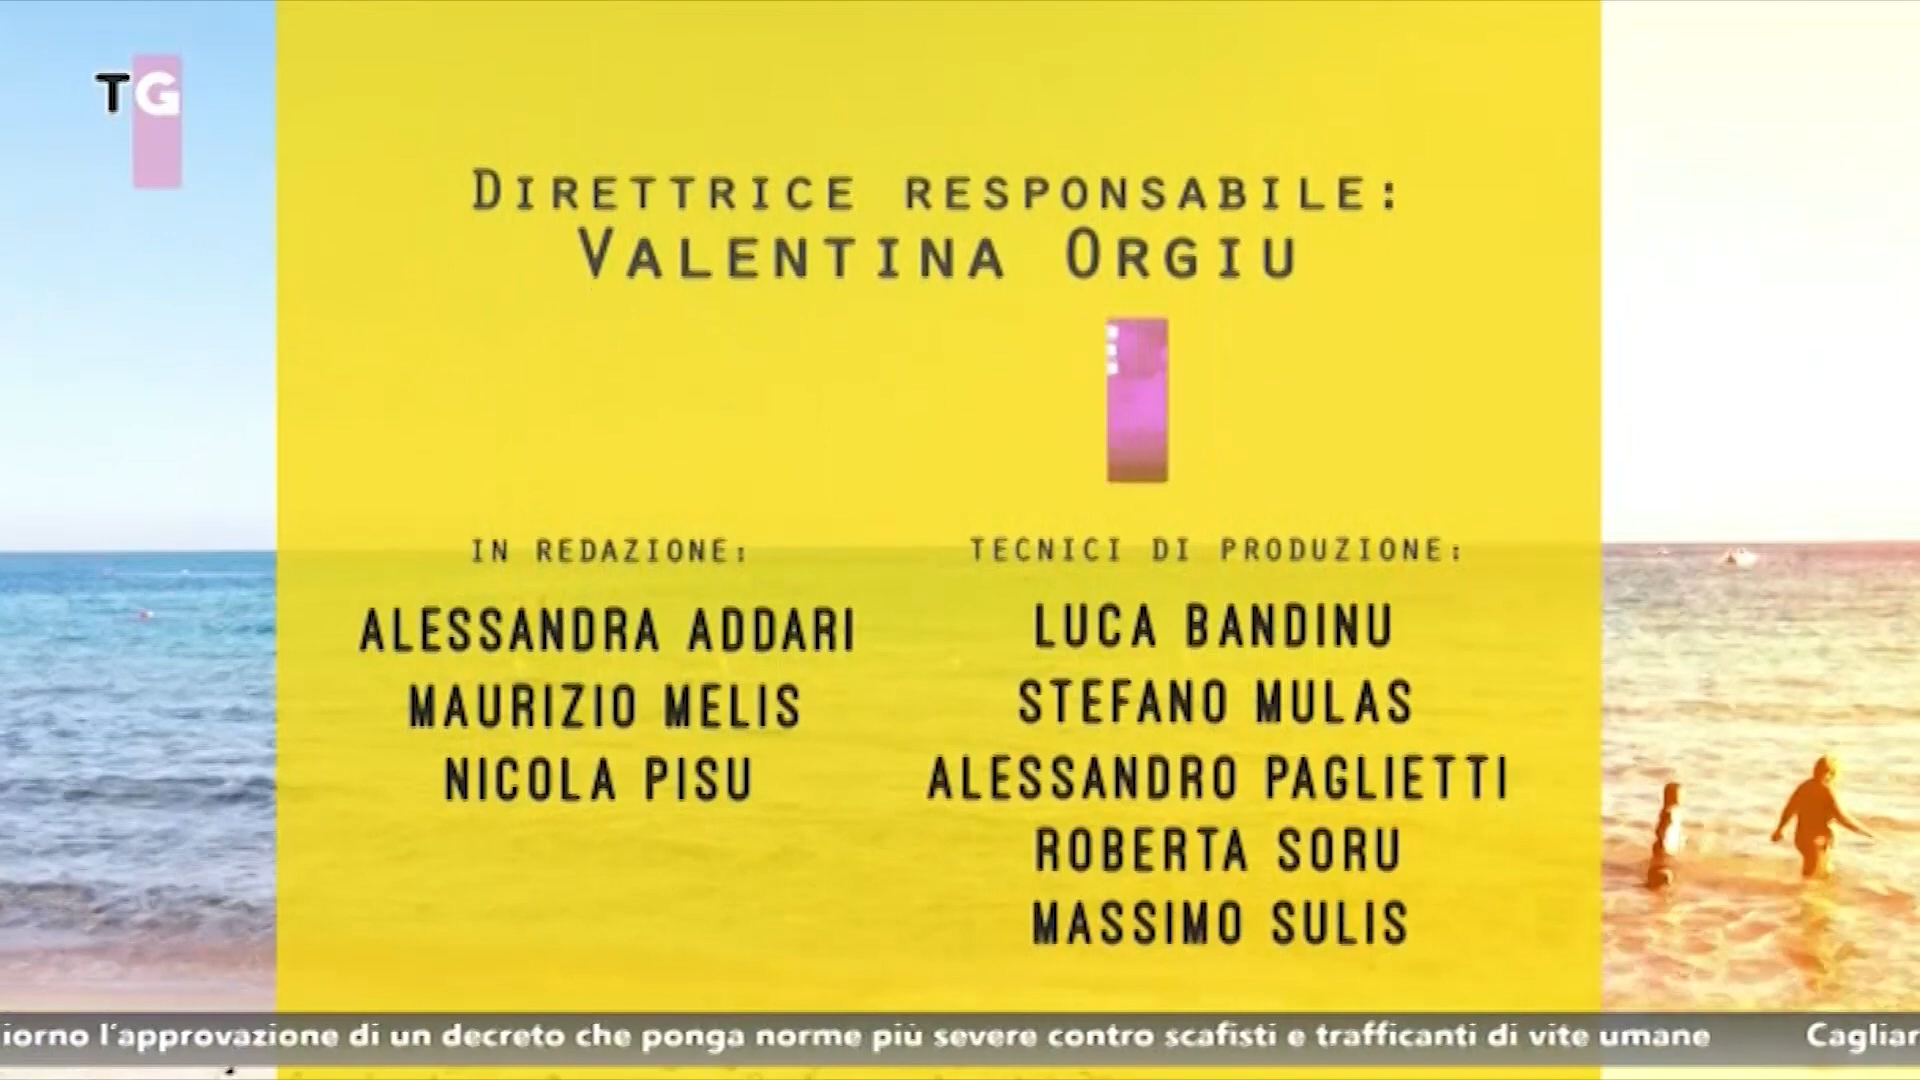 TG
DIRETTRICE RESPONSABILE:
VALENTINA ORGIU
IN REDAZIONE:
ALESSANDRA ADDARI
MAURIZIO MELIS
NICOLA PISU
TECNICI DI PRODUZIONE:
LUCA BANDINU
STEFANO MULAS
ALESSANDRO PAGLIETTI
ROBERTA SORU
MASSIMO SULIS
iorno l'approvazione di un decreto che ponga norme più severe contro scafisti e trafficanti di vite umane Cagliar